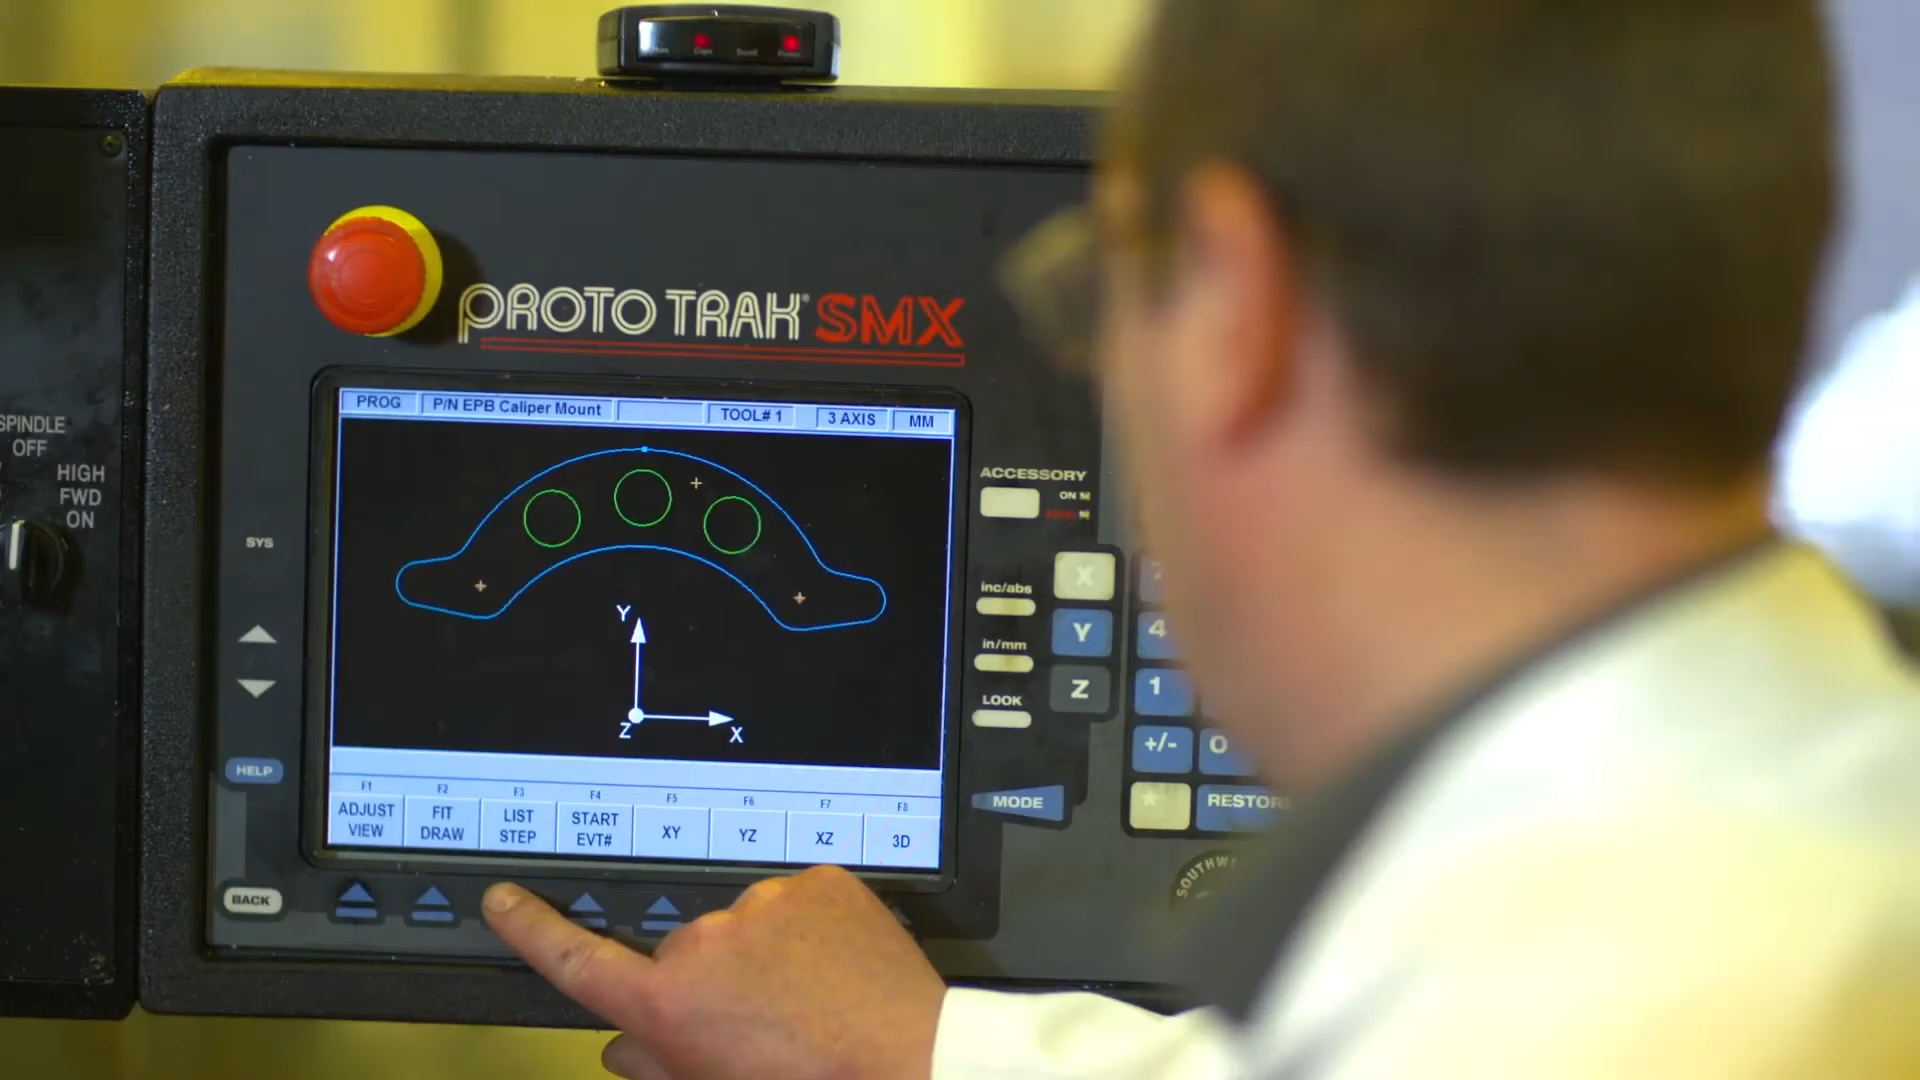 PROTO TRAK® SMX
PROG
P/N EPB Caliper Mount
TOOL# 1
3 AXIS
MM
Y
Z
X
F1
F2
F3
F4
F5
F6
F7
F8
ADJUST
VIEW
FIT
DRAW
LIST
STEP
START
EVT#
XY
YZ
XZ
3D
SPINDLE
OFF
HIGH
FWD
ON
SYS
HELP
BACK
ACCESSORY
ON
inc/abs
in/mm
LOOK
MODE
X
Y
Z
4
1
+/-
0
RESTOR
SOUTHW